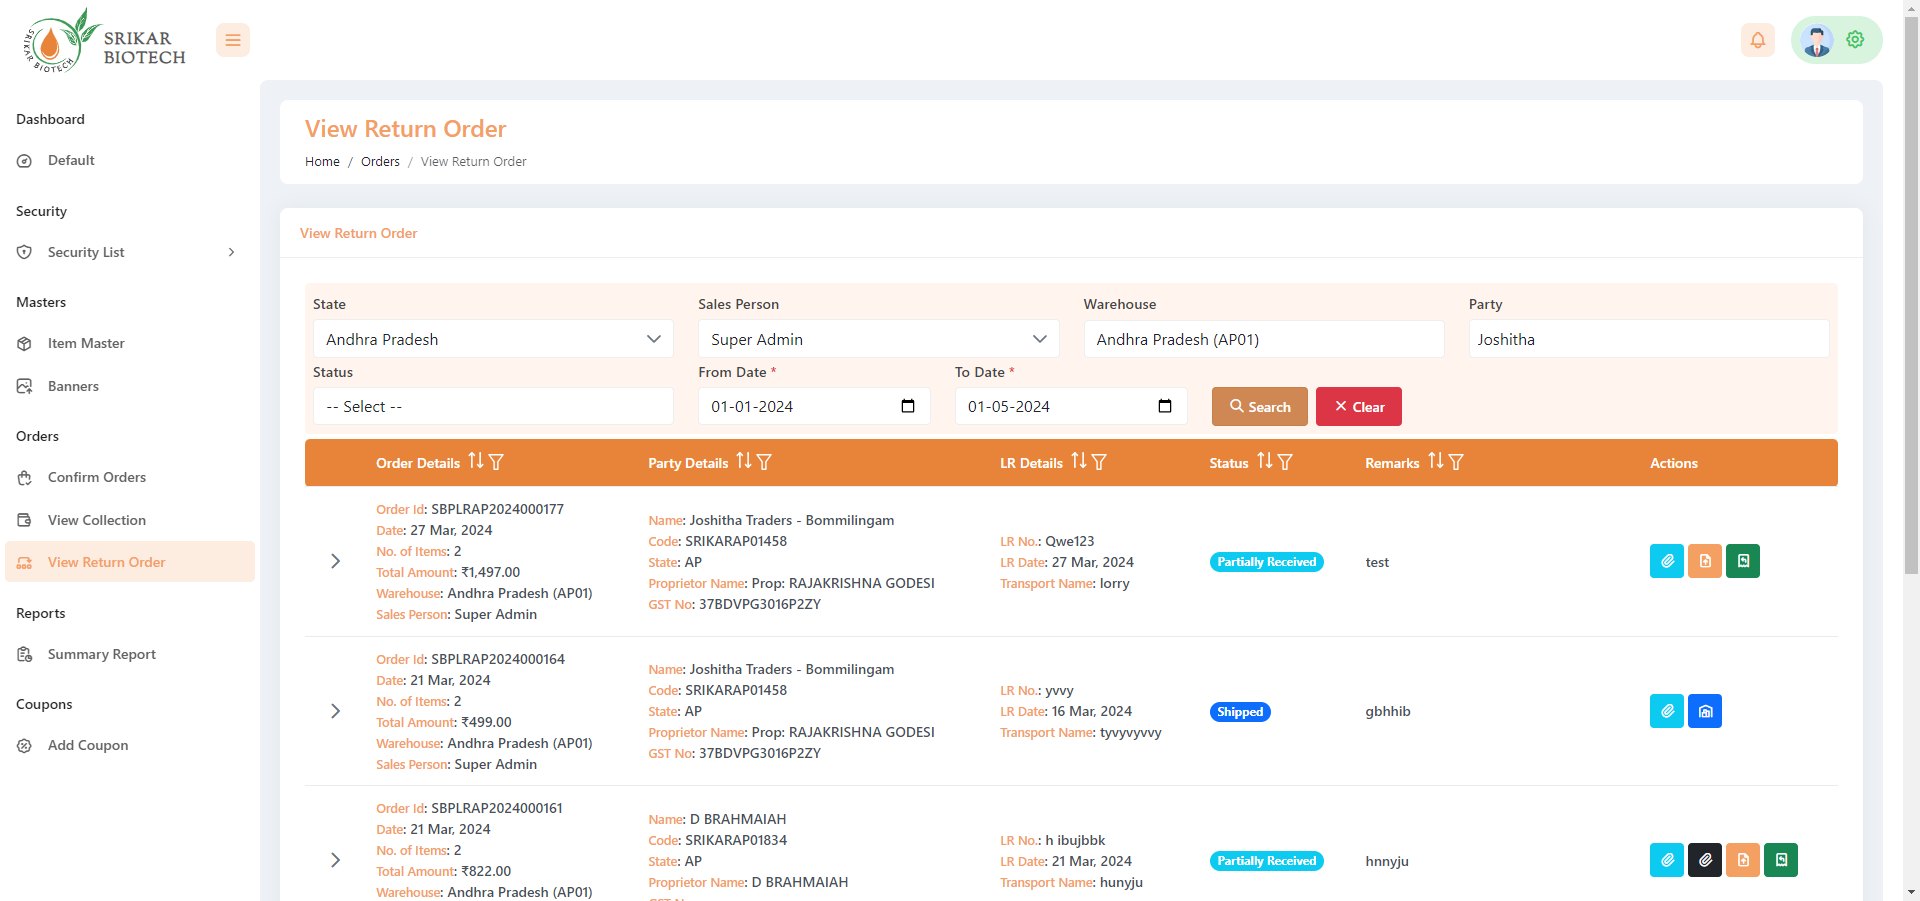 SRIKAR BIOTECH
SRIKAR
BIOTECH
Dashboard
Default
Security
Security List
Masters
Item Master
Banners
Orders
Confirm Orders
View Collection
View Return Order
Reports
Summary Report
Coupons
Add Coupon
View Return Order
Home / Orders / View Return Order
View Return Order
State
Andhra Pradesh
Sales Person
Super Admin
Warehouse
Andhra Pradesh (AP01)
Party
Joshitha
Status
-- Select --
From Date *
01-01-2024
To Date *
01-05-2024
Search
Clear
Order Details Party Details LR Details Status Remarks Actions
Order Id: SBPLRAP2024000177
Date: 27 Mar, 2024
No. of Items: 2
Total Amount: ₹1,497.00
Warehouse: Andhra Pradesh (AP01)
Sales Person: Super Admin
Name: Joshitha Traders - Bommilingam
Code: SRIKARAP01458
State: AP
Proprietor Name: Prop: RAJAKRISHNA GODESI
GST No: 37BDVPG3016P2ZY
LR No.: Qwe123
LR Date: 27 Mar, 2024
Transport Name: lorry
Partially Received
test
Order Id: SBPLRAP2024000164
Date: 21 Mar, 2024
No. of Items: 2
Total Amount: ₹499.00
Warehouse: Andhra Pradesh (AP01)
Sales Person: Super Admin
Name: Joshitha Traders - Bommilingam
Code: SRIKARAP01458
State: AP
Proprietor Name: Prop: RAJAKRISHNA GODESI
GST No: 37BDVPG3016P2ZY
LR No.: yvvy
LR Date: 16 Mar, 2024
Transport Name: tyvyvyvvy
Shipped
gbhhib
Order Id: SBPLRAP2024000161
Date: 21 Mar, 2024
No. of Items: 2
Total Amount: ₹822.00
Warehouse: Andhra Pradesh (AP01)
Name: D BRAHMAIAH
Code: SRIKARAP01834
State: AP
Proprietor Name: D BRAHMAIAH
LR No.: h ibujbbk
LR Date: 21 Mar, 2024
Transport Name: hunyju
Partially Received
hnnyju